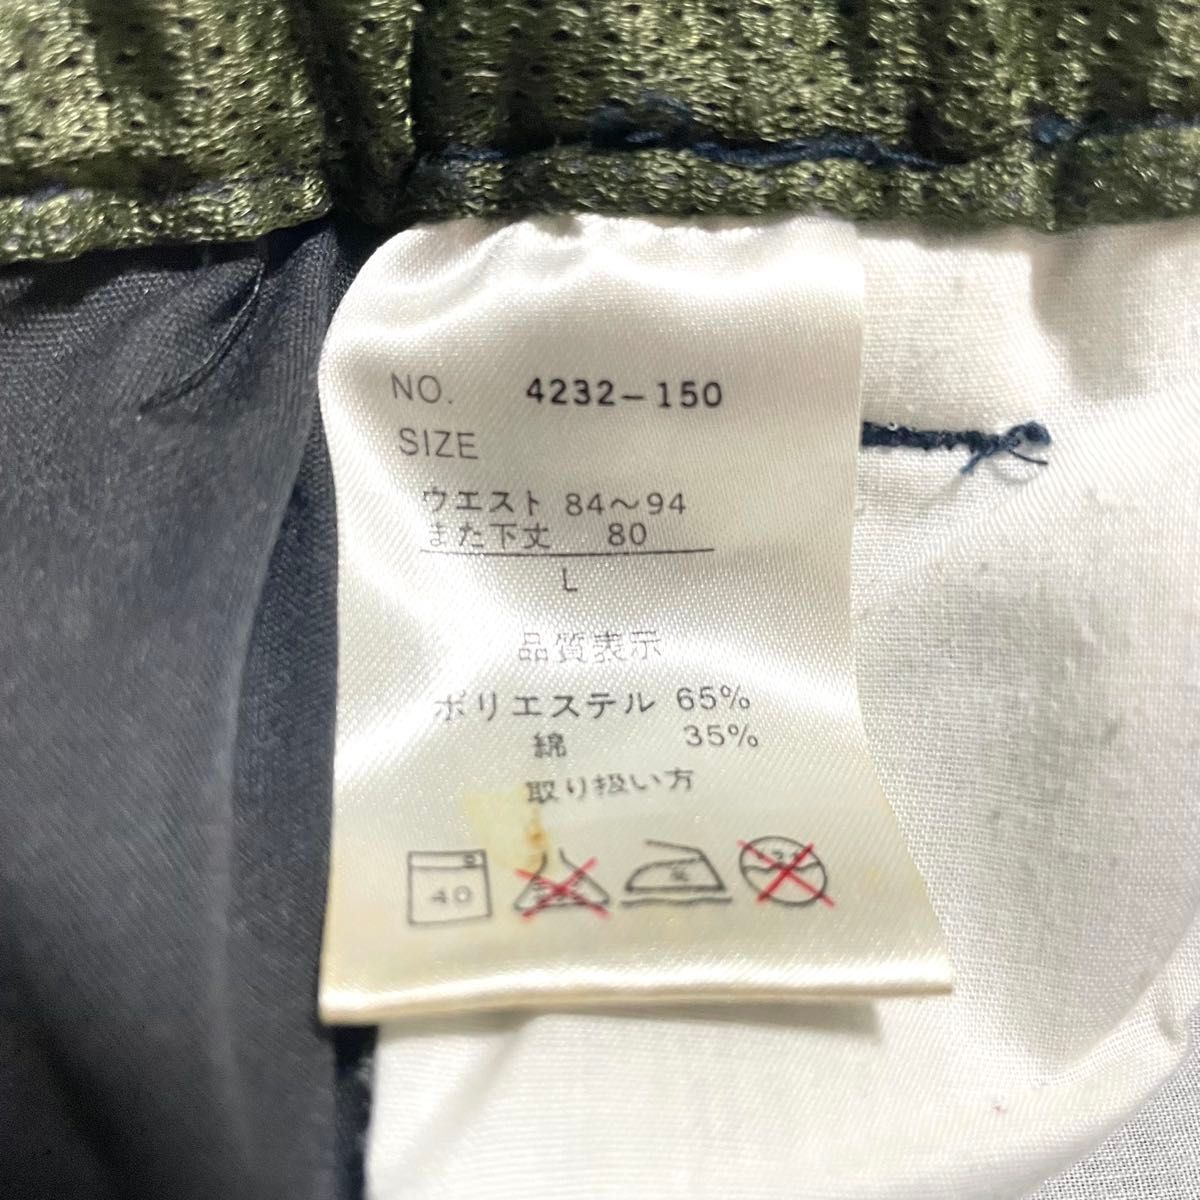 NO. 4232-150
SIZE
ウエスト 84〜94
また下丈 80
L
品質表示
ポリエステル 65%
綿 35%
取り扱い方
40